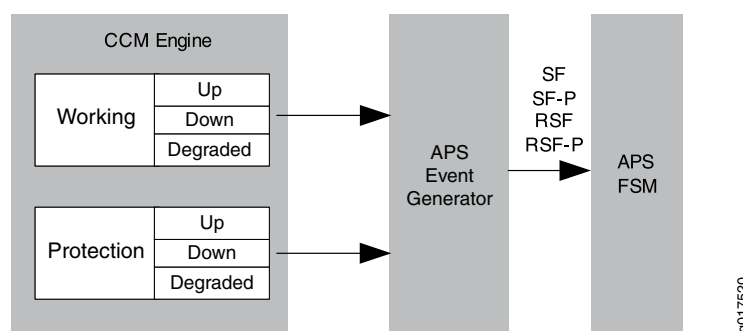 CCM Engine
Working
Up
Down
Degraded
Protection
Up
Down
Degraded
APS
Event
Generator
SF
SF-P
RSF
RSF-P
APS
FSM
g017520